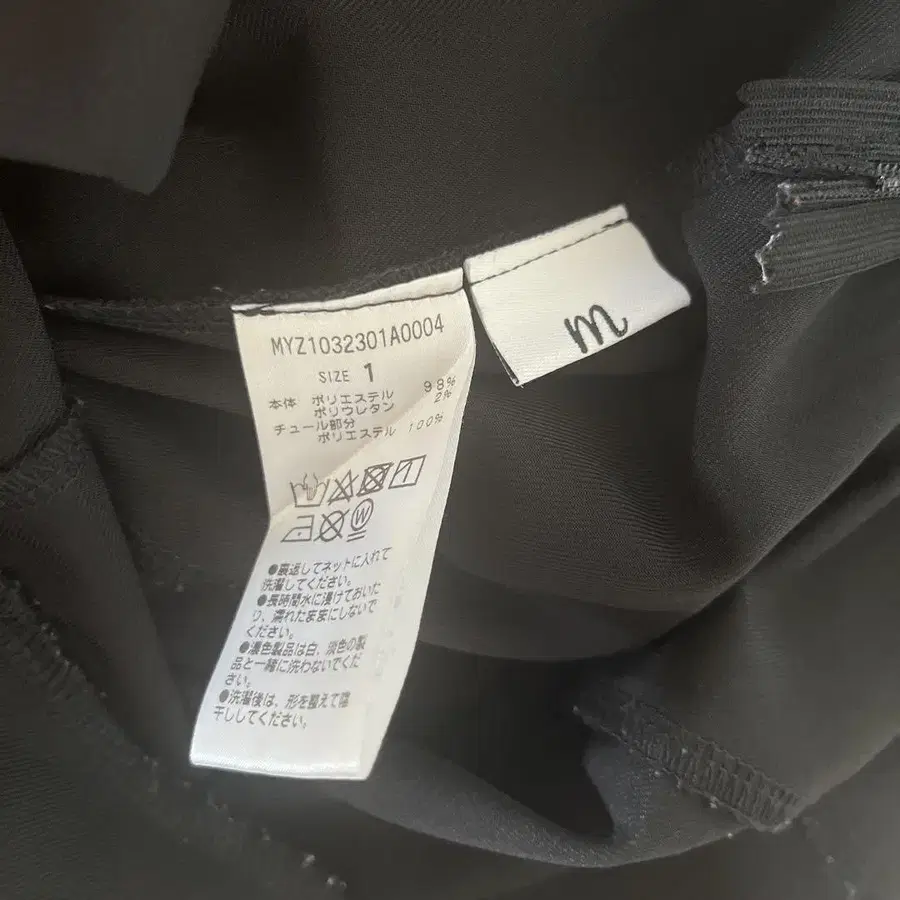 MYZ1032301A0004
SIZE 1
本体 ポリエステル 98%
ポリウレタン 2%
チュール部分
ポリエステル 100%
●裏返してネットに入れて
洗濯してください。
●長時間水に浸けておいた
り、濡れたままにしないで
ください。
●濃色製品は白、淡色の製
品と一緒に洗わないでくだ
さい。
●洗濯後は、形を整えて陰
干ししてください。
m